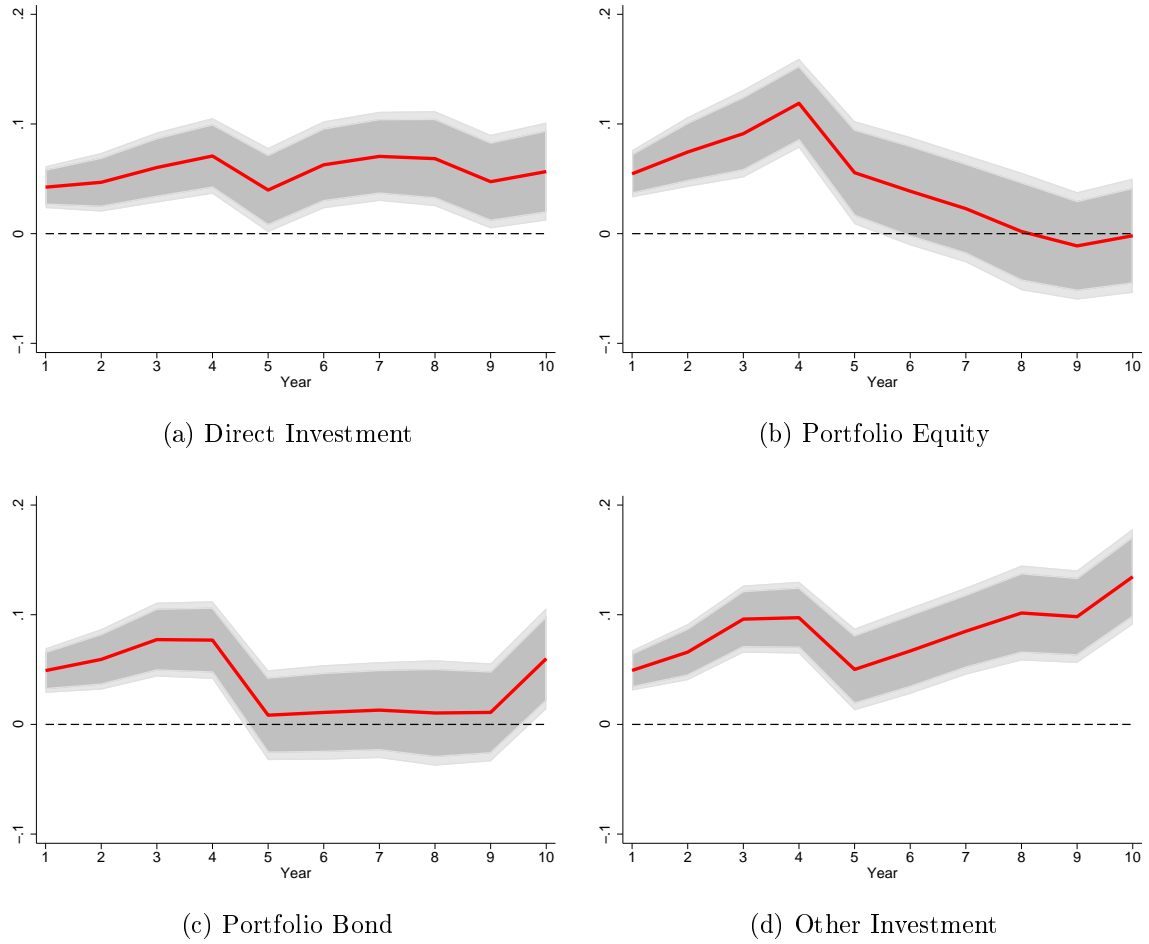 .2
.1
0
-.1
1 2 3 4 5 6 7 8 9 10
Year
(a) Direct Investment
.2
.1
0
-.1
1 2 3 4 5 6 7 8 9 10
Year
(b) Portfolio Equity
.2
.1
0
-.1
1 2 3 4 5 6 7 8 9 10
Year
(c) Portfolio Bond
.2
.1
0
-.1
1 2 3 4 5 6 7 8 9 10
Year
(d) Other Investment